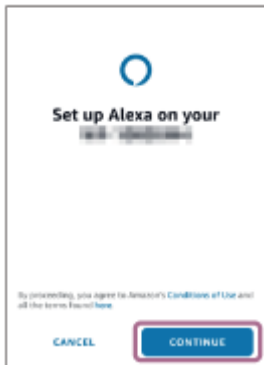 Set up Alexa on your
By proceeding, you agree to Amazon's Conditions of Use and
all the terms found here.
CANCEL
CONTINUE